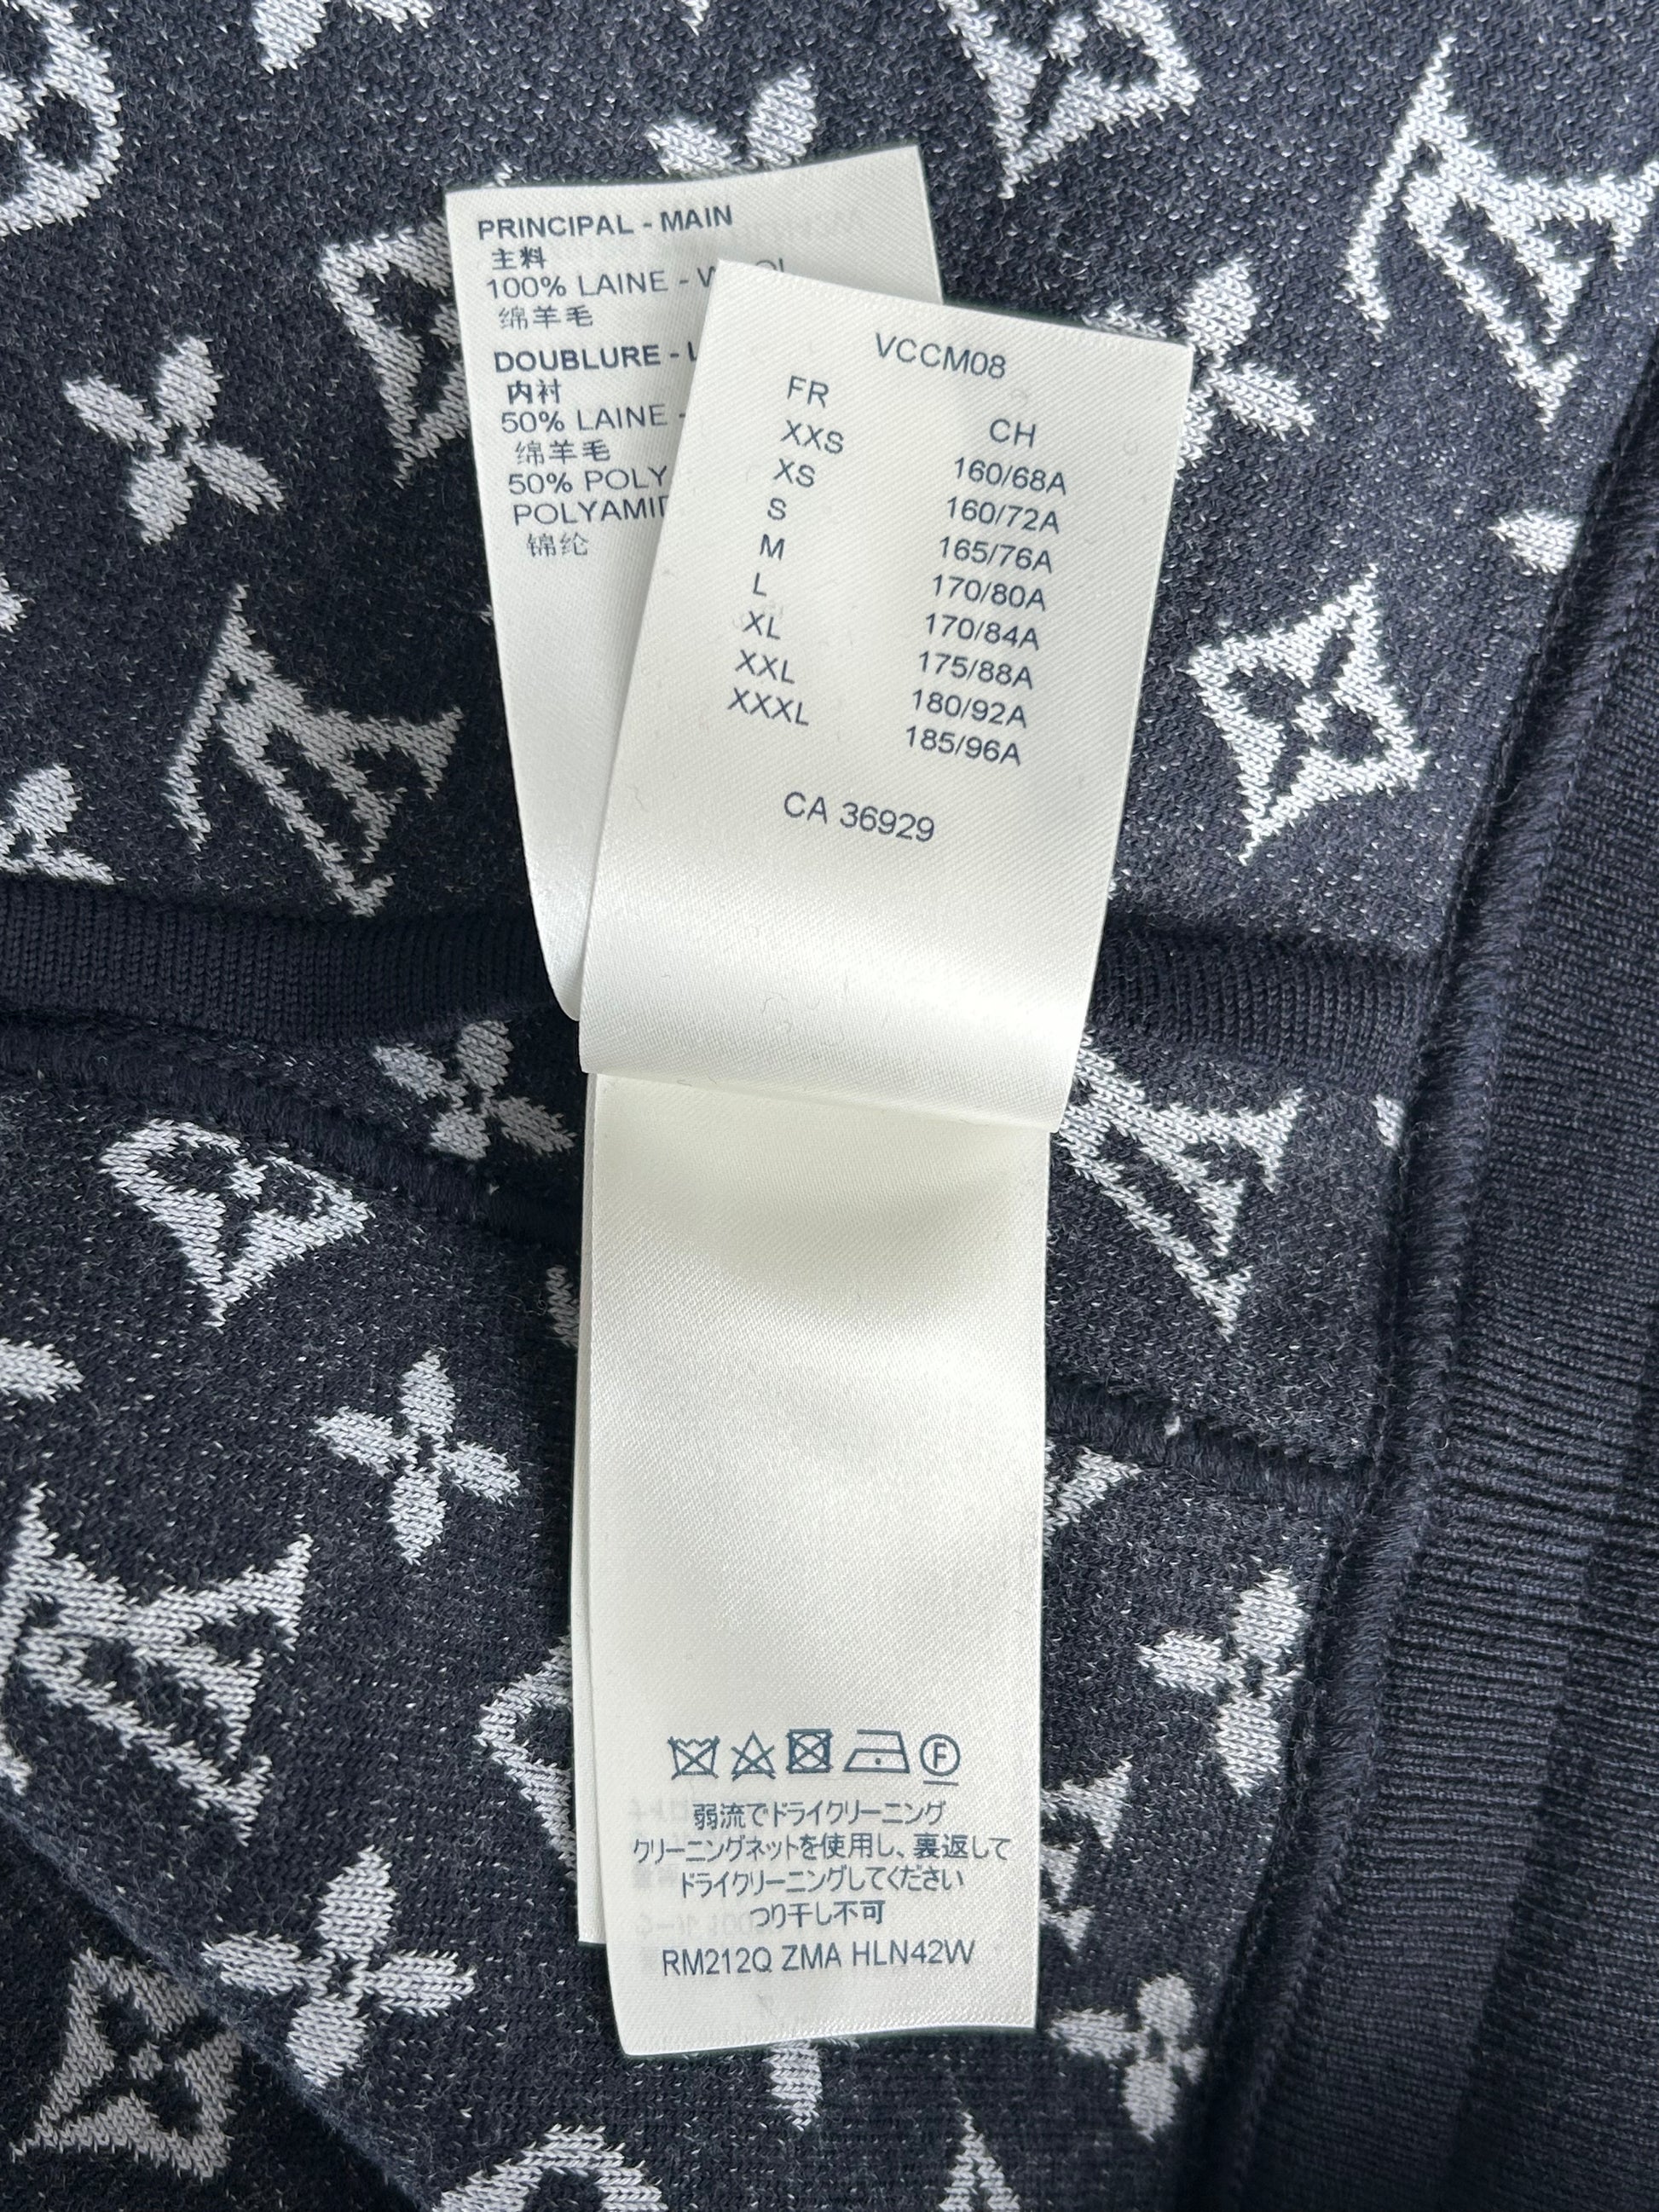 PRINCIPAL - MAIN
主料
100% LAINE -
绵羊毛
DOUBLURE -
内衬
50% LAINE -
绵羊毛
50% POLY
POLYAMID
锦纶
VCCM08
FR CH
XXS 160/68A
XS 160/72A
S 165/76A
M 170/80A
L 170/84A
XL 175/88A
XXL 180/92A
XXXL 185/96A
CA 36929
F
弱流でドライクリーニング
クリーニングネットを使用し、裏返して
ドライクリーニングしてください
つり干し不可
RM212Q ZMA HLN42W